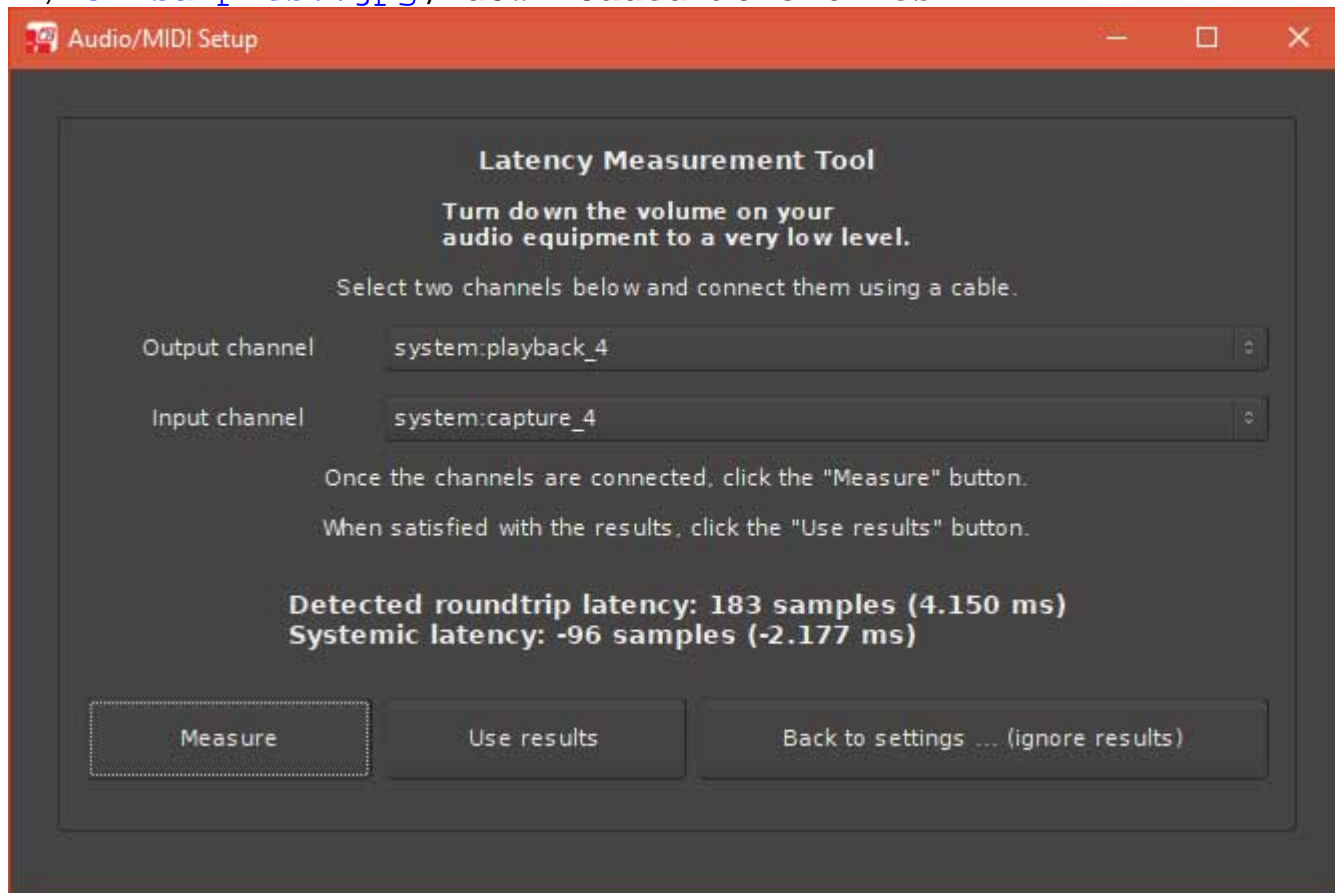 Audio/MIDI Setup
Latency Measurement Tool
Turn down the volume on your
audio equipment to a very low level.
Select two channels below and connect them using a cable.
Output channel system:playback_4
Input channel system:capture_4
Once the channels are connected, click the "Measure" button.
When satisfied with the results, click the "Use results" button.
Detected roundtrip latency: 183 samples (4.150 ms)
Systemic latency: -96 samples (-2.177 ms)
Measure Use results Back to settings ... (ignore results)